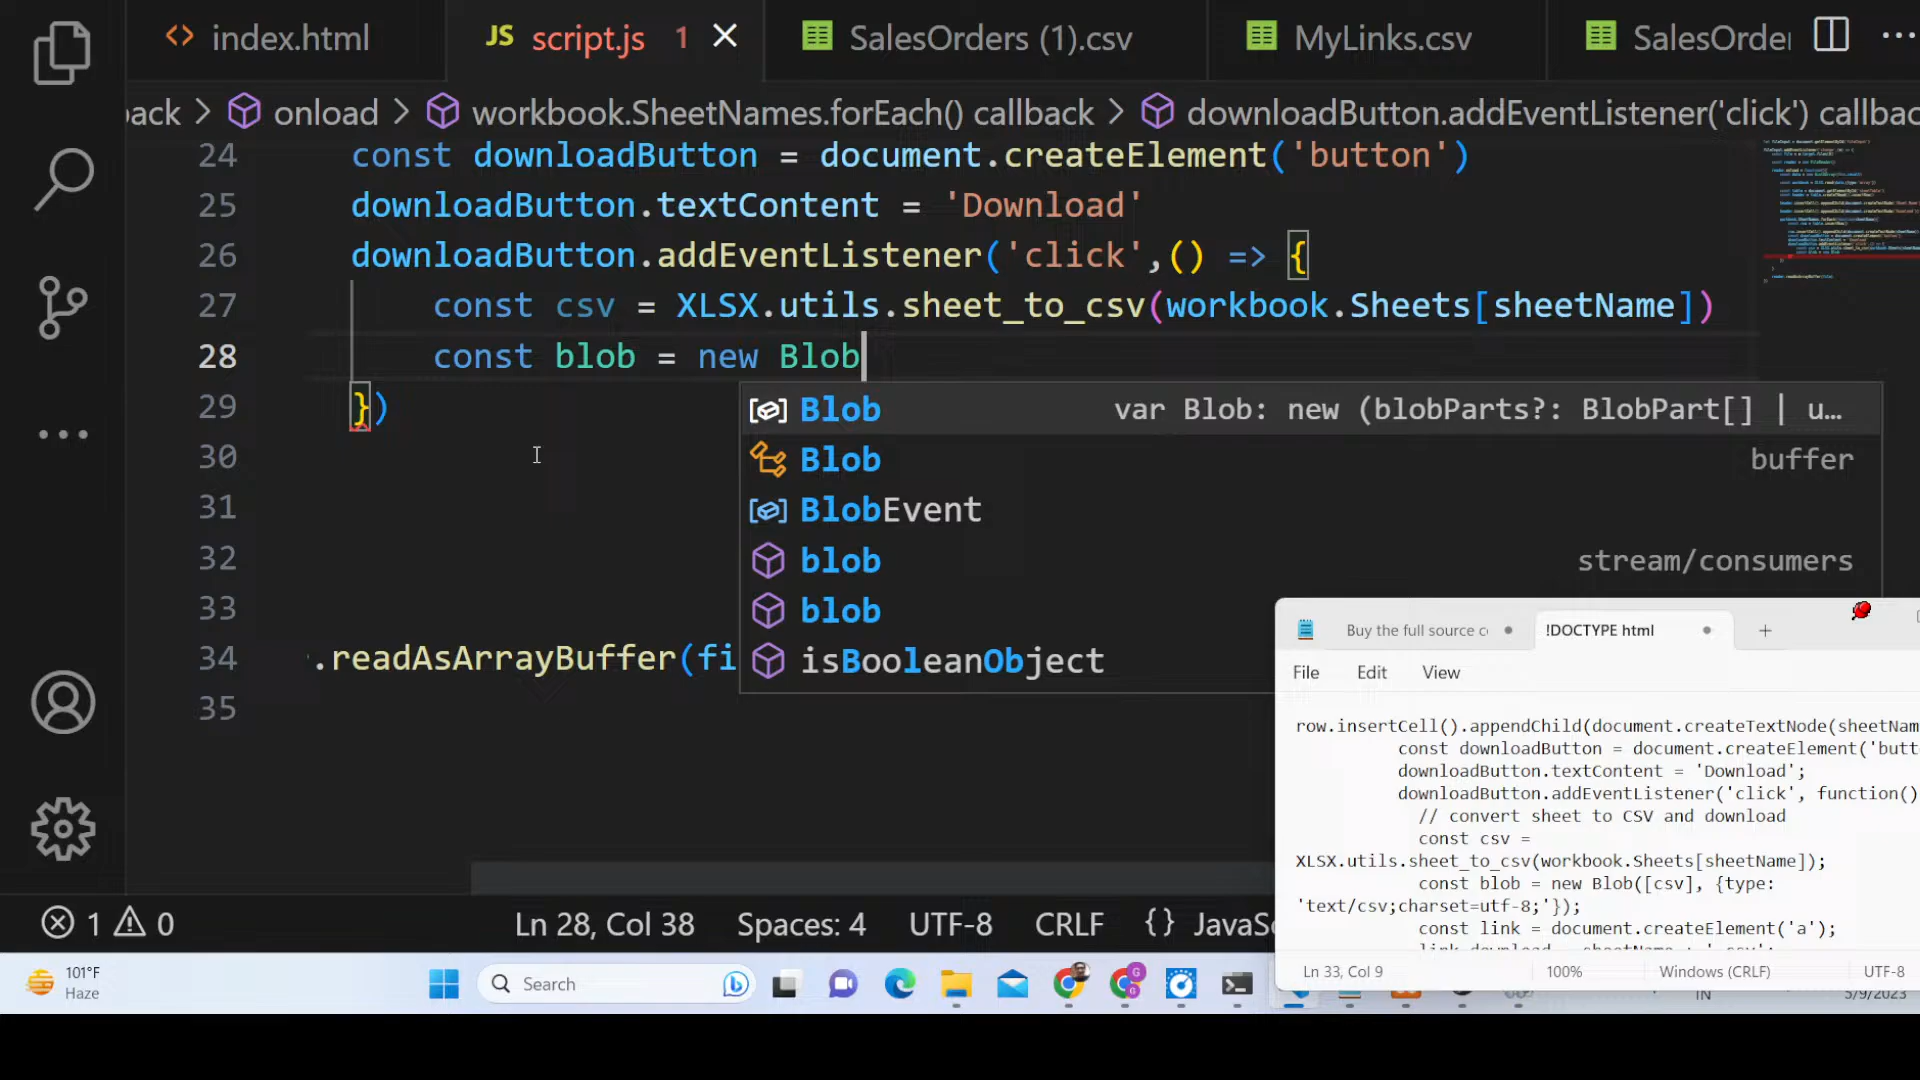 index.html
JS script.js 1
SalesOrders (1).csv
MyLinks.csv
SalesOrde
back > onload > workbook.SheetNames.forEach() callback > downloadButton.addEventListener('click') callback
24 const downloadButton = document.createElement('button')
25 downloadButton.textContent = 'Download'
26 downloadButton.addEventListener('click',() => {
27 const csv = XLSX.utils.sheet_to_csv(workbook.Sheets[sheetName])
28 const blob = new Blob
29 })
30
31
32
33
34 .readAsArrayBuffer(fi
35
Blob var Blob: new (blobParts?: BlobPart[] | u...
Blob buffer
BlobEvent
blob stream/consumers
blob
isBooleanObject
Buy the full source c
!DOCTYPE html
File Edit View
row.insertCell().appendChild(document.createTextNode(sheetNam
const downloadButton = document.createElement('butt
downloadButton.textContent = 'Download';
downloadButton.addEventListener('click', function()
// convert sheet to CSV and download
const csv =
XLSX.utils.sheet_to_csv(workbook.Sheets[sheetName]);
const blob = new Blob([csv], {type:
'text/csv;charset=utf-8;'});
const link = document.createElement('a');
Ln 33, Col 9 100% Windows (CRLF) UTF-8
1 0 Ln 28, Col 38 Spaces: 4 UTF-8 CRLF {} JavaSc
101°F
Haze
Search
IN
5/9/2023